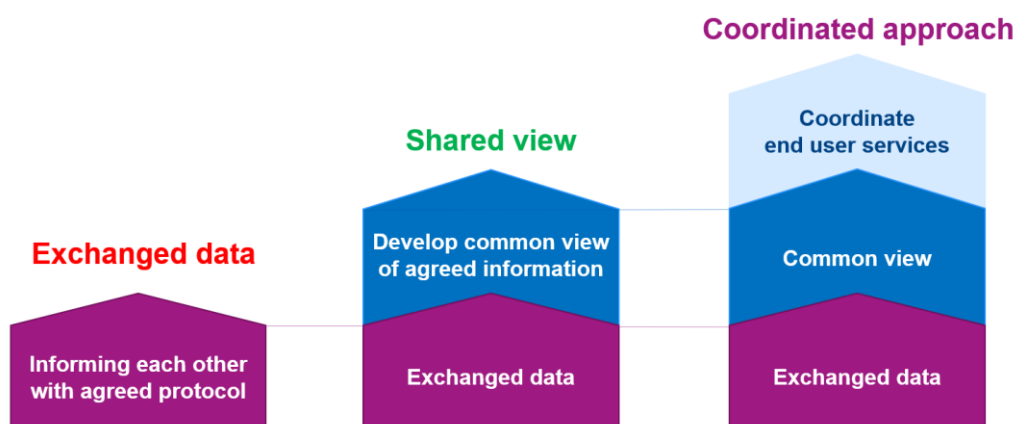 Exchanged data
Informing each other
with agreed protocol
Shared view
Develop common view
of agreed information
Exchanged data
Coordinated approach
Coordinate
end user services
Common view
Exchanged data